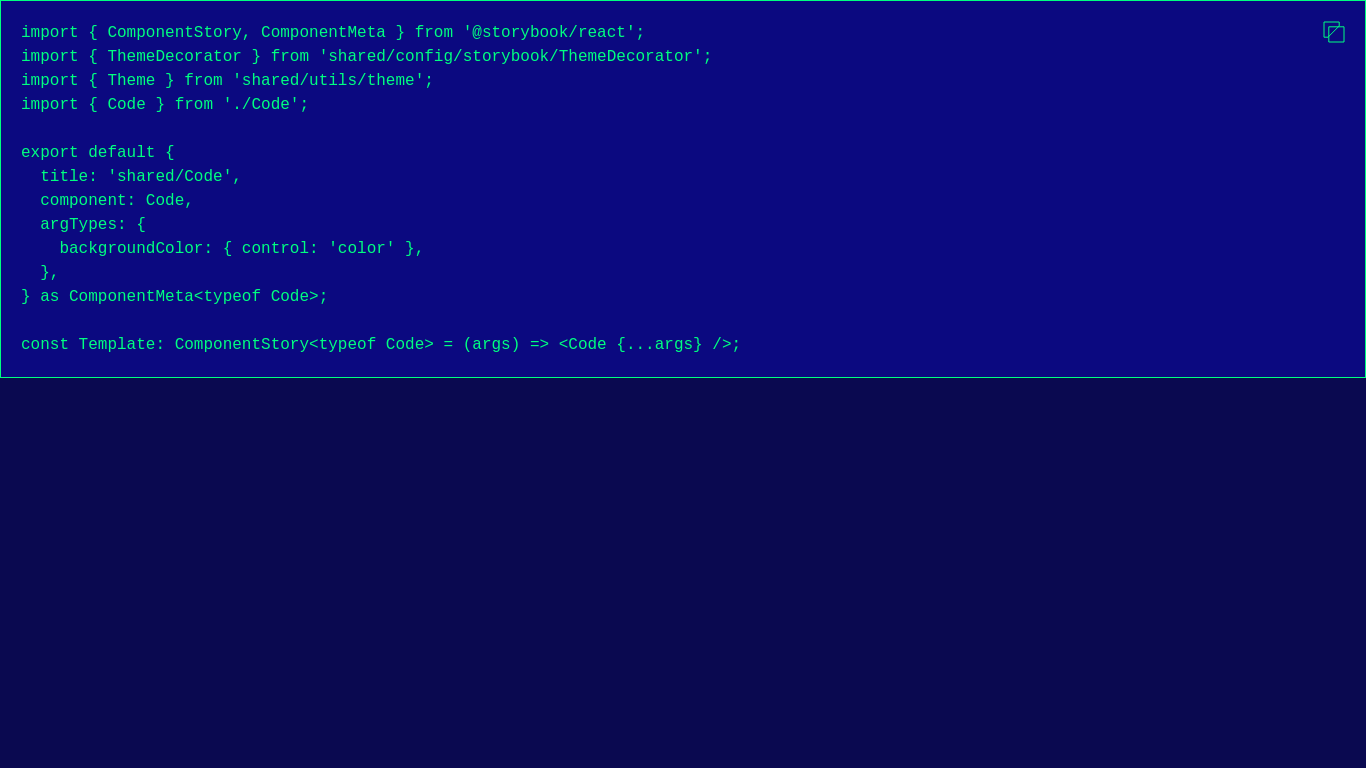 import { ComponentStory, ComponentMeta } from '@storybook/react';
import { ThemeDecorator } from 'shared/config/storybook/ThemeDecorator';
import { Theme } from 'shared/utils/theme';
import { Code } from './Code';

export default {
  title: 'shared/Code',
  component: Code,
  argTypes: {
    backgroundColor: { control: 'color' },
  },
} as ComponentMeta<typeof Code>;

const Template: ComponentStory<typeof Code> = (args) => <Code {...args} />;